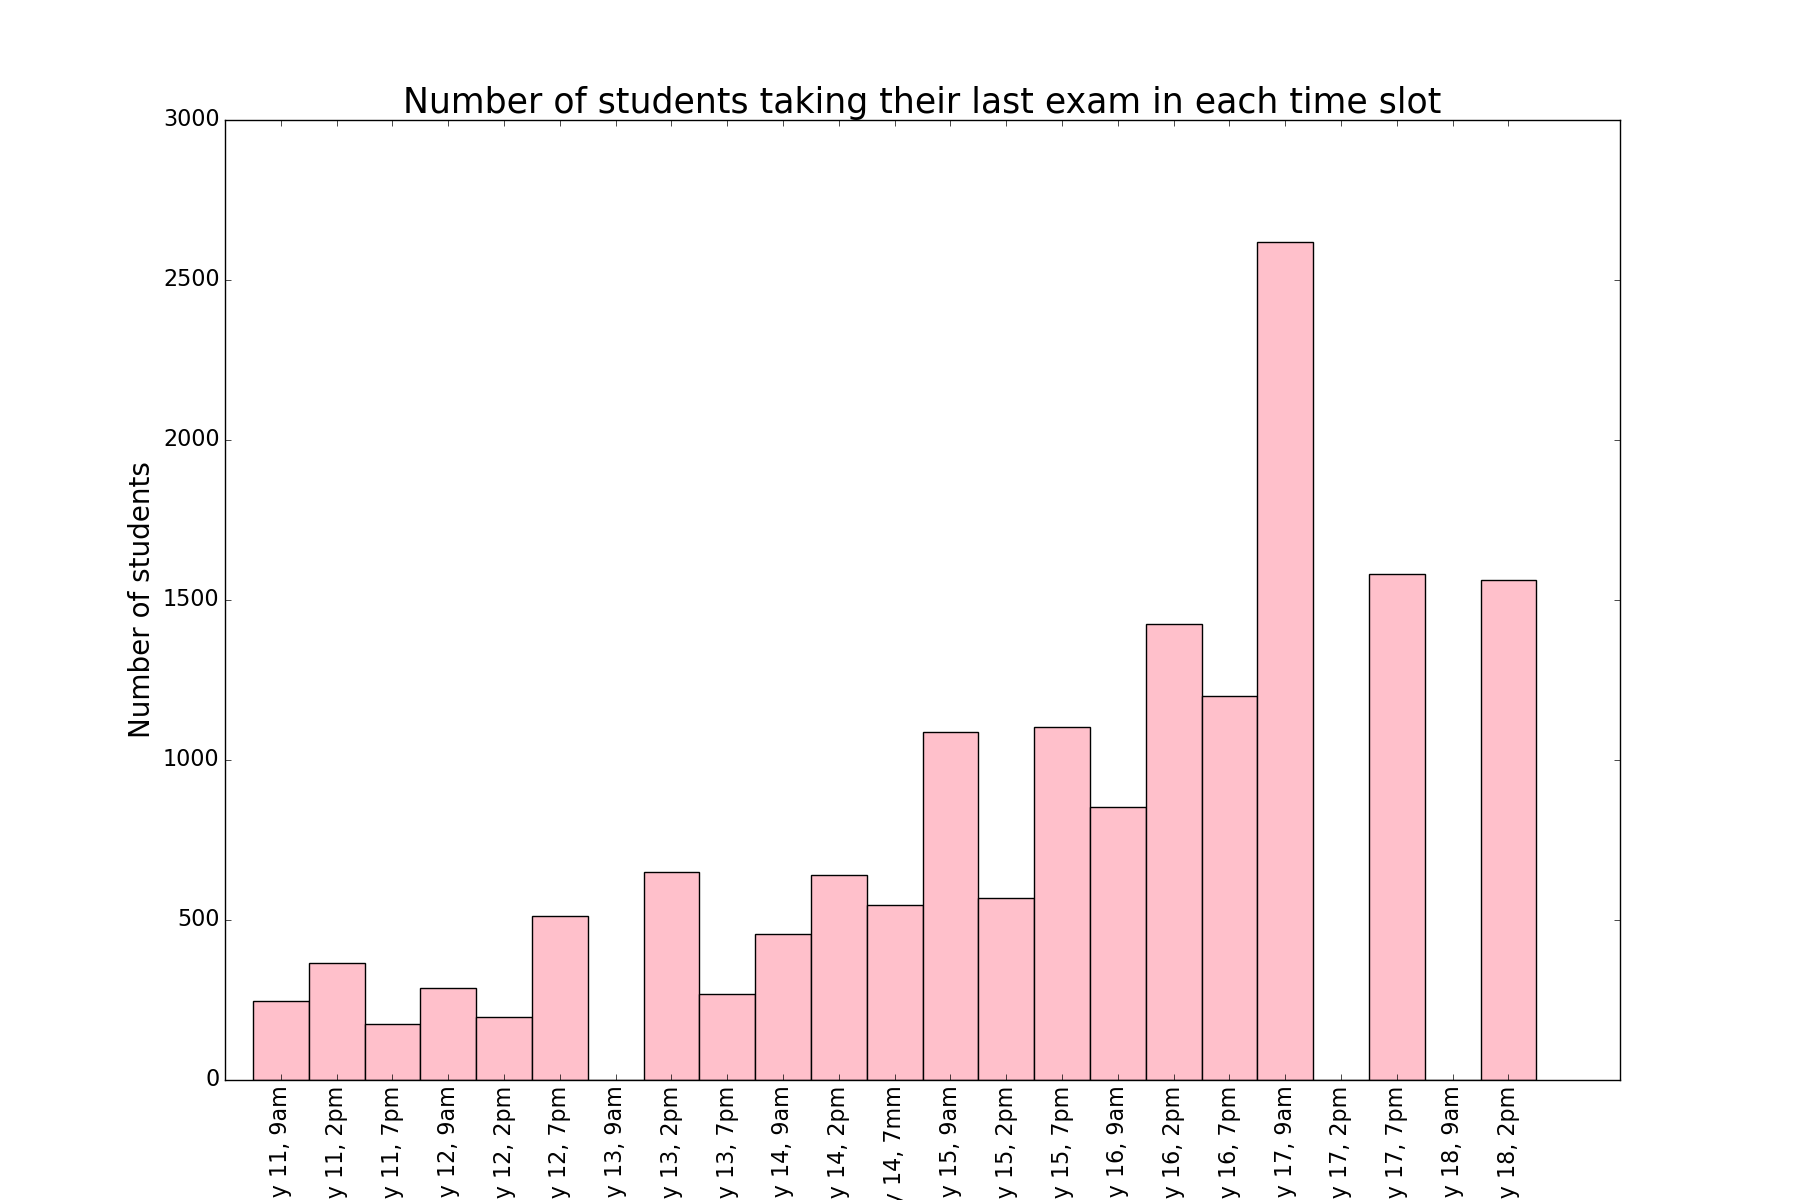 Number of students taking their last exam in each time slot
Number of students
3000
2500
2000
1500
1000
500
0
y 11, 9am
y 11, 2pm
y 11, 7pm
y 12, 9am
y 12, 2pm
y 12, 7pm
y 13, 9am
y 13, 2pm
y 13, 7pm
y 14, 9am
y 14, 2pm
y 14, 7mm
y 15, 9am
y 15, 2pm
y 15, 7pm
y 16, 9am
y 16, 2pm
y 16, 7pm
y 17, 9am
y 17, 2pm
y 17, 7pm
y 18, 9am
y 18, 2pm